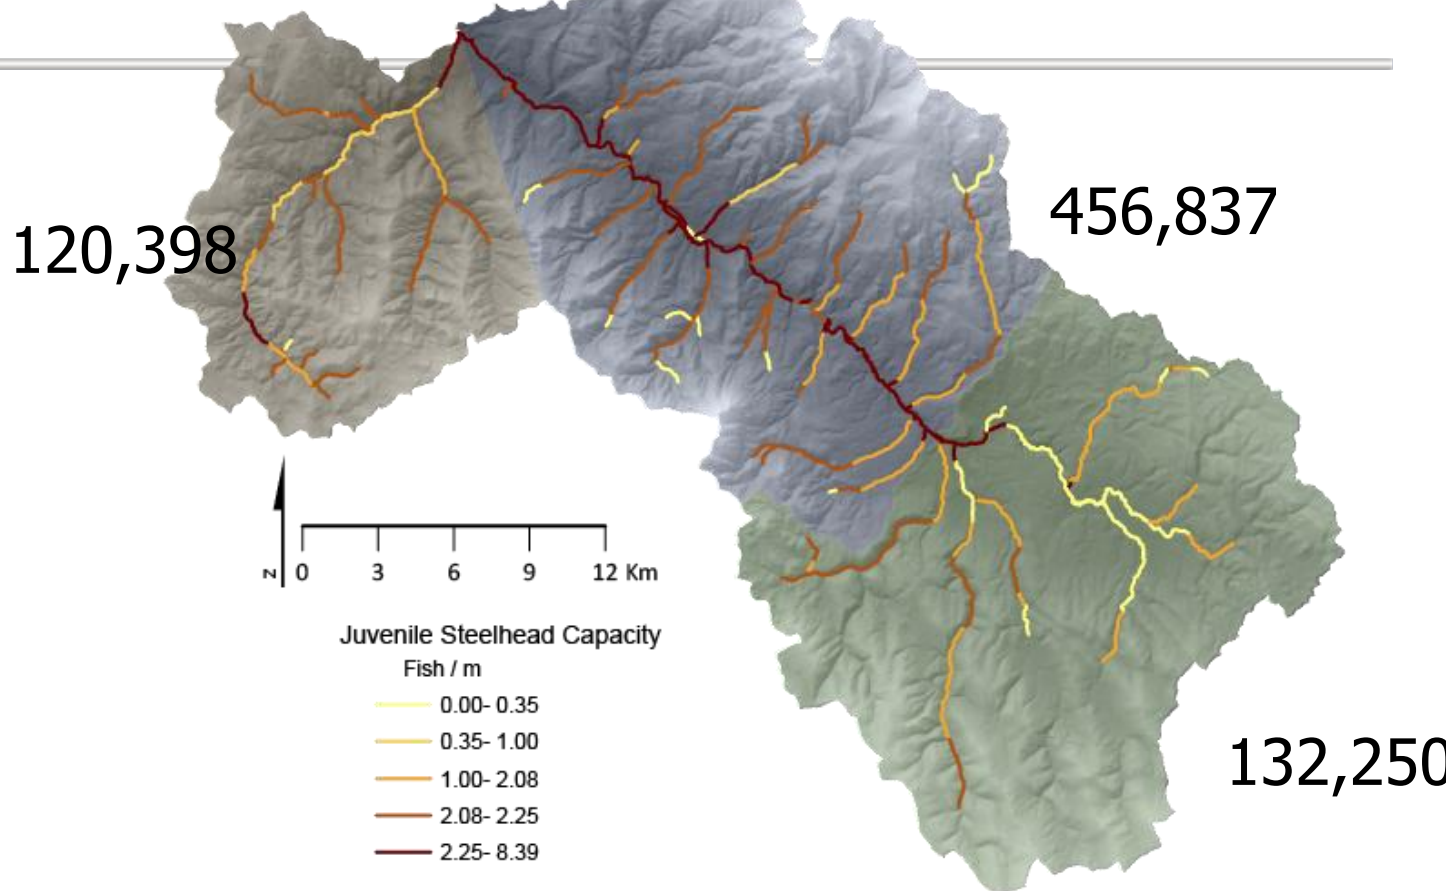 456,837
120,398
N 0 3 6 9 12 Km
Juvenile Steelhead Capacity
Fish / m
0.00- 0.35
0.35- 1.00
1.00- 2.08
2.08- 2.25
2.25- 8.39
132,250